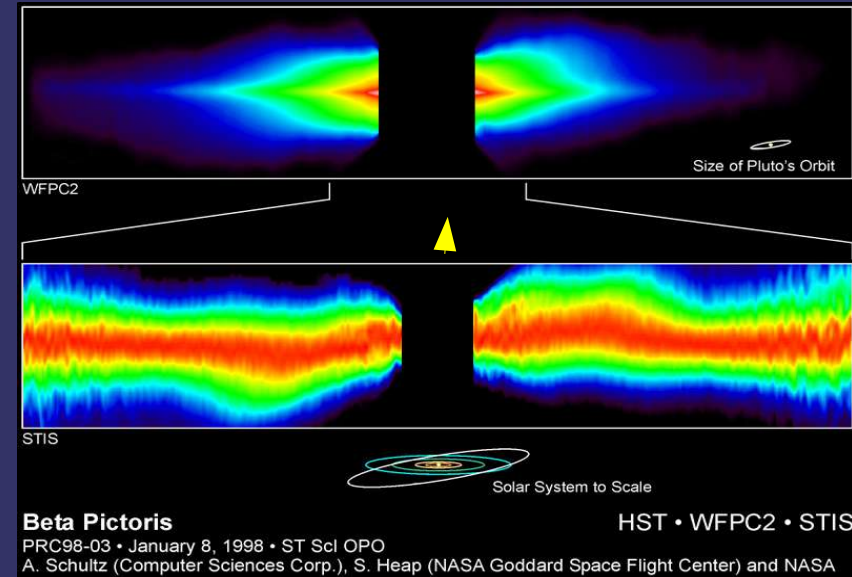 Size of Pluto's Orbit
WFPC2
STIS
Solar System to Scale
Beta Pictoris
HST • WFPC2 • STIS
PRC98-03 • January 8, 1998 • ST ScI OPO
A. Schultz (Computer Sciences Corp.), S. Heap (NASA Goddard Space Flight Center) and NASA